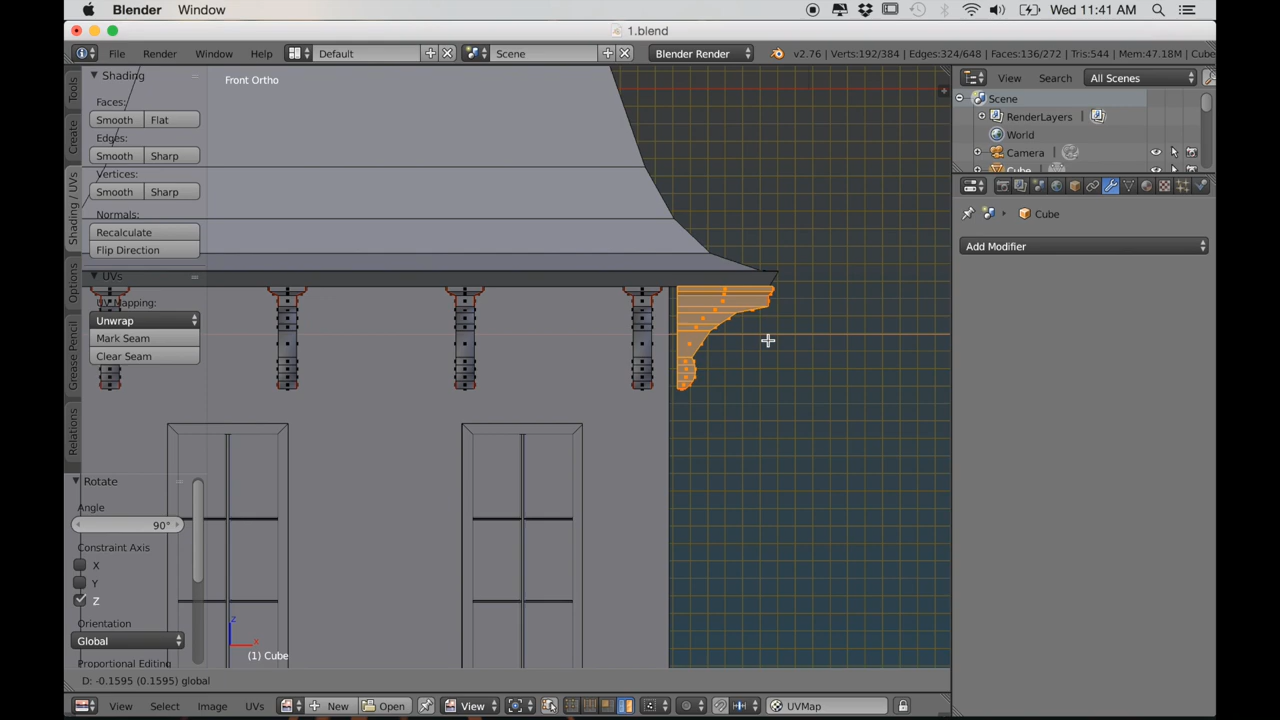 Blender Window Wed 11:41 AM
1.blend
File Render Window Help Default Scene Blender Render v2.76 | Verts:192/384 | Edges:324/648 | Faces:136/272 | Tris:544 | Mem:47.18M | Cube
Shading
Front Ortho
View Search All Scenes
Faces:
Scene
Smooth Flat
RenderLayers
Edges:
World
Smooth Sharp
Camera
Vertices:
Cube
Smooth Sharp
Normals:
Cube
Recalculate
Add Modifier
Flip Direction
UVs
UV Mapping:
Unwrap
Mark Seam
Clear Seam
Tools
Create
Shading / UVs
Options
Grease Pencil
Relations
Rotate
Angle
90°
Constraint Axis
X
Y
Z
Orientation
Global
Proportional Editing
z
x
(1) Cube
D: -0.1595 (0.1595) global
View Select Image UVs New Open View UVMap